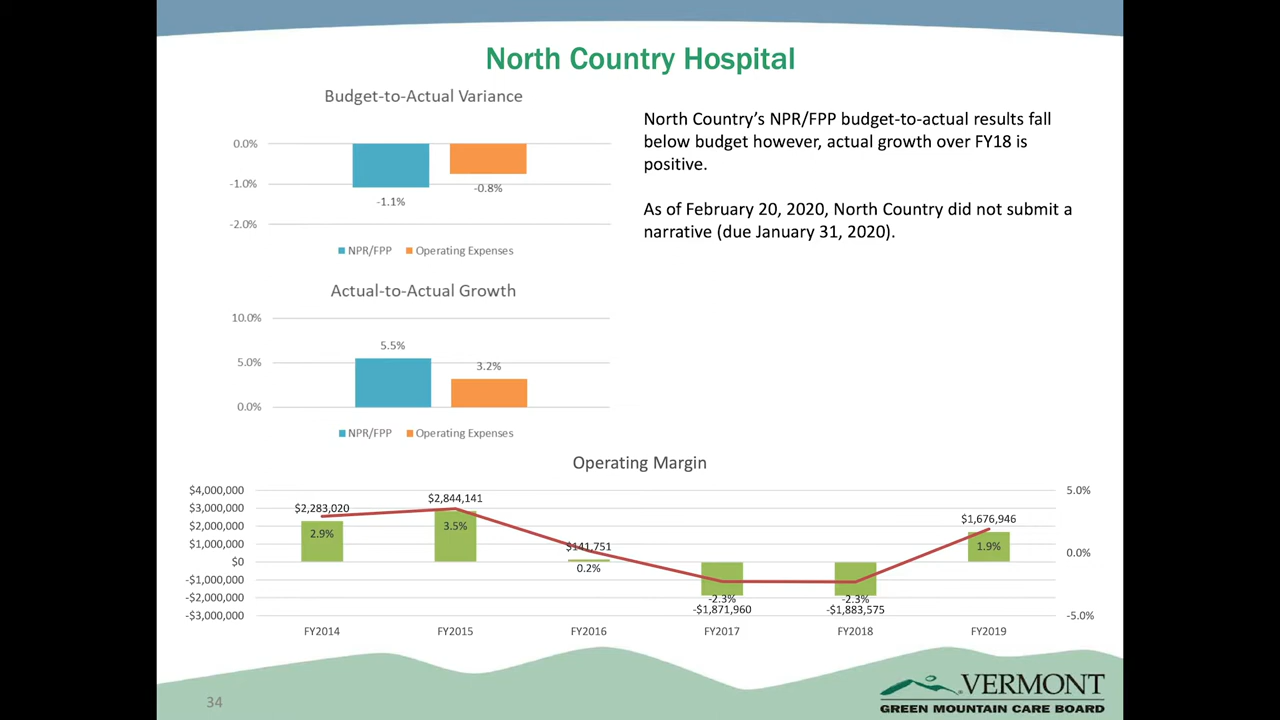 North Country Hospital
Budget-to-Actual Variance
0.0%
-1.0%
-2.0%
-1.1%
-0.8%
NPR/FPP Operating Expenses
North Country's NPR/FPP budget-to-actual results fall
below budget however, actual growth over FY18 is
positive.
As of February 20, 2020, North Country did not submit a
narrative (due January 31, 2020).
Actual-to-Actual Growth
10.0%
5.0%
0.0%
5.5%
3.2%
NPR/FPP Operating Expenses
Operating Margin
$4,000,000
$3,000,000
$2,000,000
$1,000,000
$0
-$1,000,000
-$2,000,000
-$3,000,000
$2,283,020
2.9%
$2,844,141
3.5%
$141,751
0.2%
-2.3%
-$1,871,960
-2.3%
-$1,883,575
$1,676,946
1.9%
5.0%
0.0%
-5.0%
FY2014 FY2015 FY2016 FY2017 FY2018 FY2019
34
VERMONT
GREEN MOUNTAIN CARE BOARD